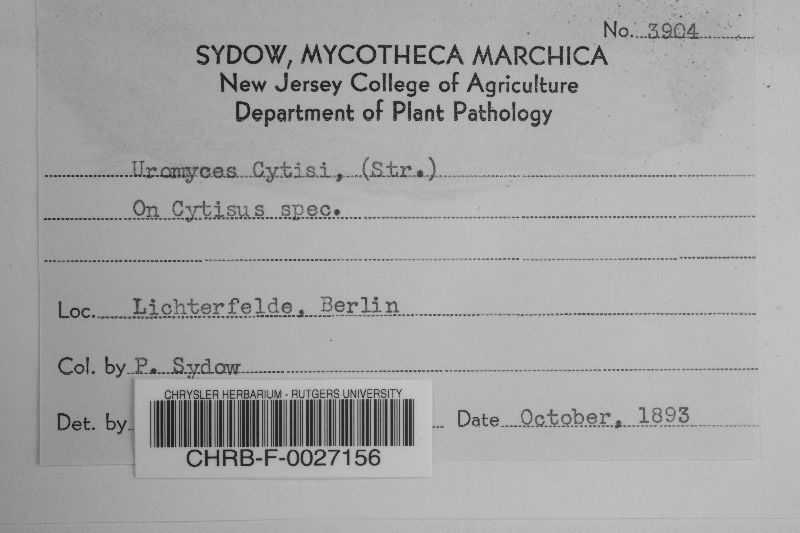 No. 3904
SYDOW, MYCOTHECA MARCHICA
New Jersey College of Agriculture
Department of Plant Pathology
Uromyces Cytisi, (Str.)
On Cytisus spec.
Loc. Lichterfelde, Berlin
Col. by P. Sydow
Det. by
Date October, 1893
CHRYSLER HERBARIUM - RUTGERS UNIVERSITY
CHRB-F-0027156